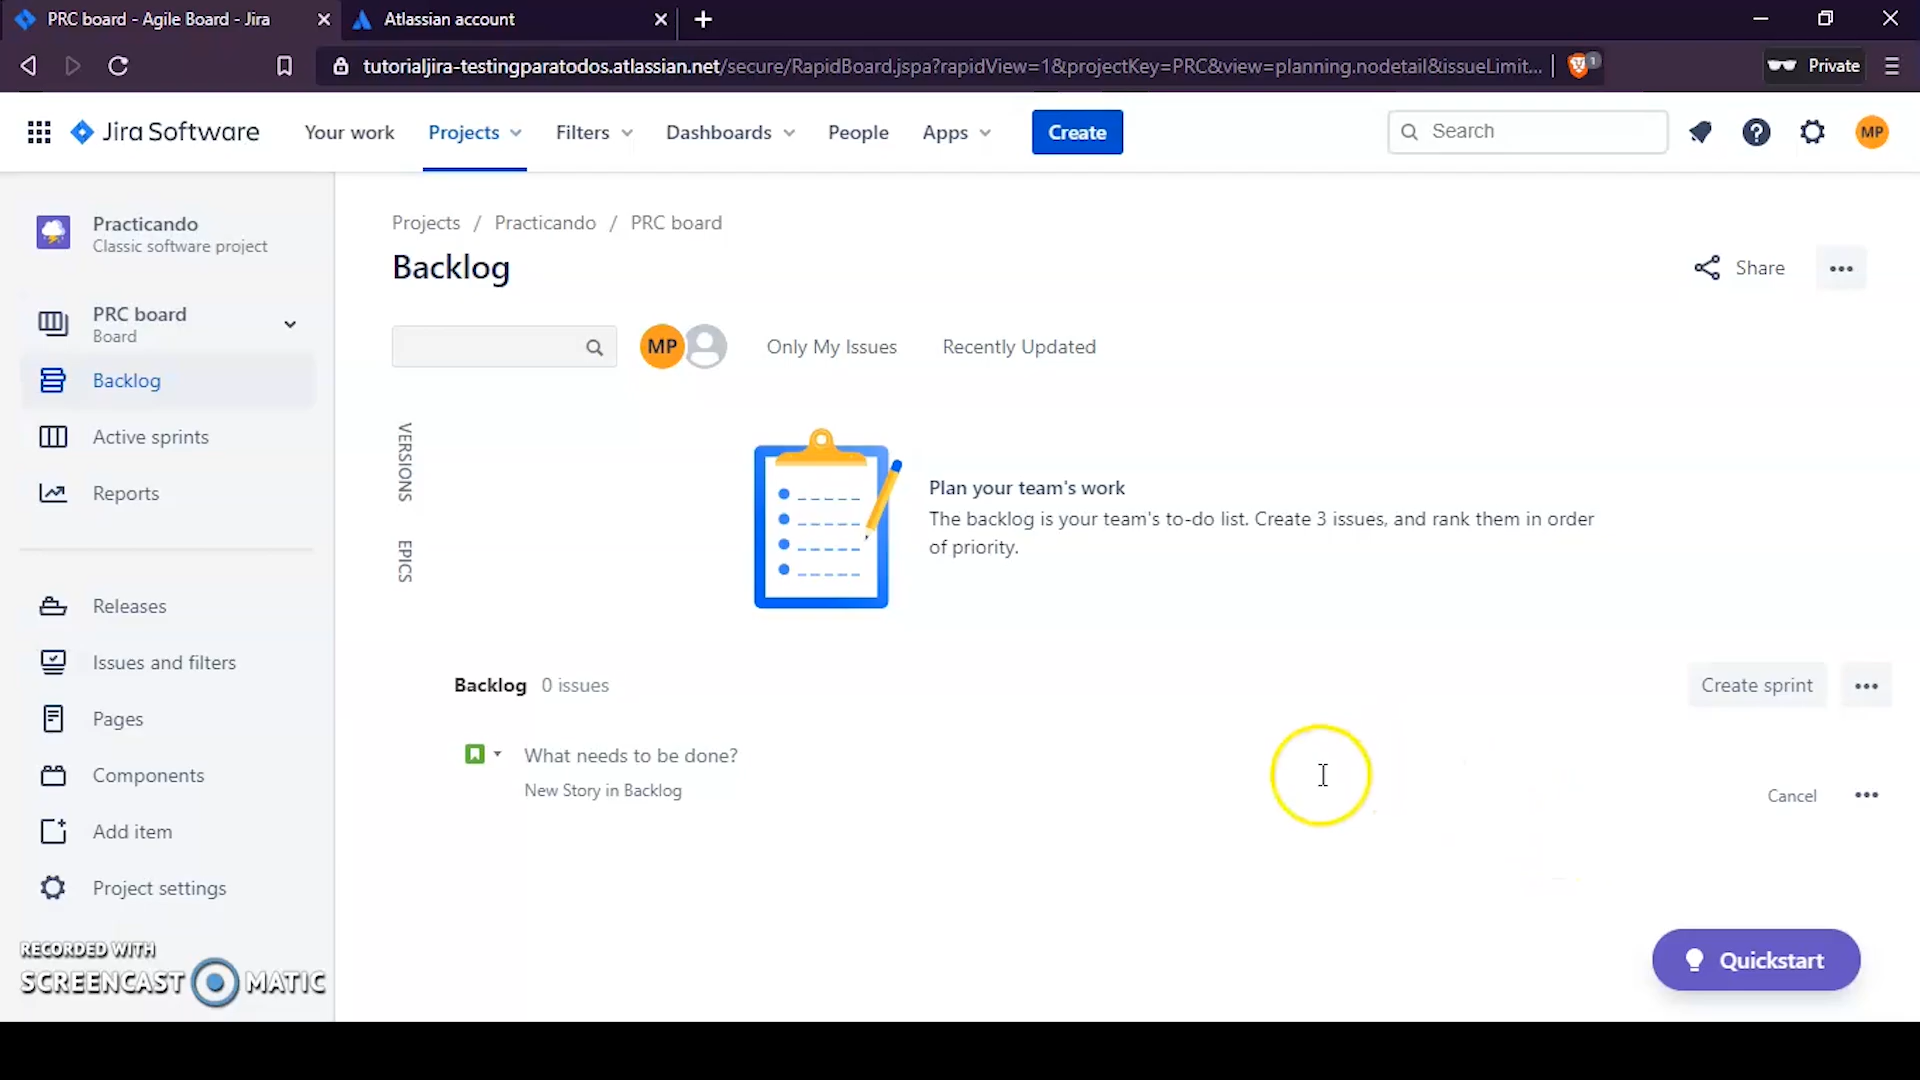 PRC board - Agile Board - Jira
Atlassian account
tutorialjira-testingparatodos.atlassian.net/secure/RapidBoard.jspa?rapidView=1&projectKey=PRC&view=planning.nodetail&issueLimit...
1
Private
Jira Software
Your work
Projects
Filters
Dashboards
People
Apps
Create
Search
MP
Practicando
Classic software project
PRC board
Board
Backlog
Active sprints
Reports
Releases
Issues and filters
Pages
Components
Add item
Project settings
Projects / Practicando / PRC board
Backlog
Share
MP
Only My Issues
Recently Updated
VERSIONS
EPICS
Plan your team's work
The backlog is your team's to-do list. Create 3 issues, and rank them in order
of priority.
Backlog 0 issues
Create sprint
What needs to be done?
New Story in Backlog
Cancel
Quickstart
RECORDED WITH
SCREENCAST MATIC